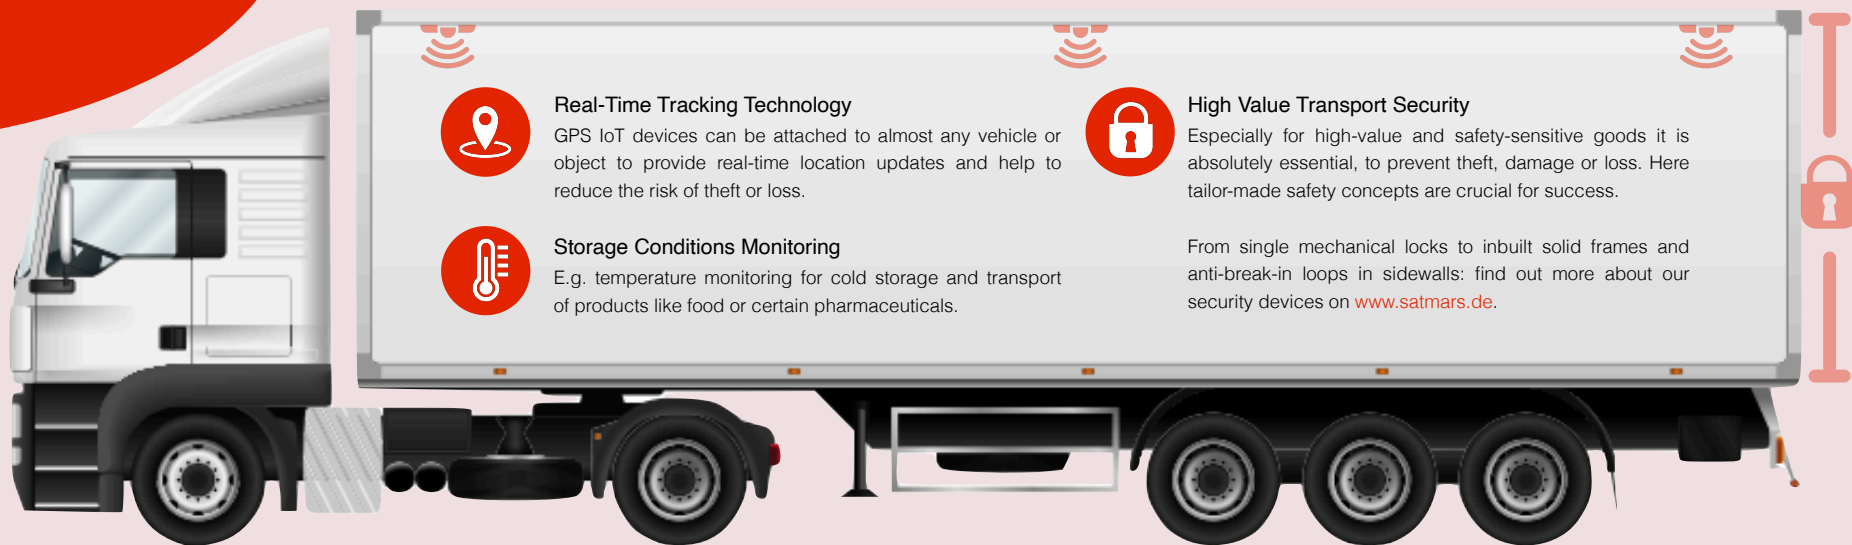 Real-Time Tracking Technology
GPS IoT devices can be attached to almost any vehicle or
object to provide real-time location updates and help to
reduce the risk of theft or loss.
Storage Conditions Monitoring
E.g. temperature monitoring for cold storage and transport
of products like food or certain pharmaceuticals.
High Value Transport Security
Especially for high-value and safety-sensitive goods it is
absolutely essential, to prevent theft, damage or loss. Here
tailor-made safety concepts are crucial for success.
From single mechanical locks to inbuilt solid frames and
anti-break-in loops in sidewalls: find out more about our
security devices on www.satmars.de.